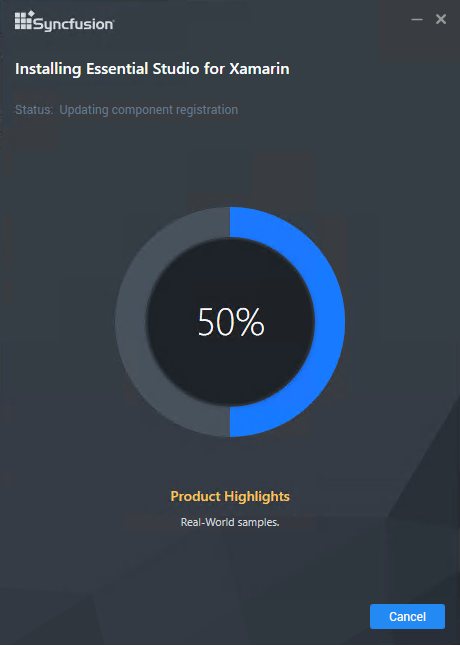 Syncfusion
Installing Essential Studio for Xamarin
Status: Updating component registration
50%
Product Highlights
Real-World samples.
Cancel